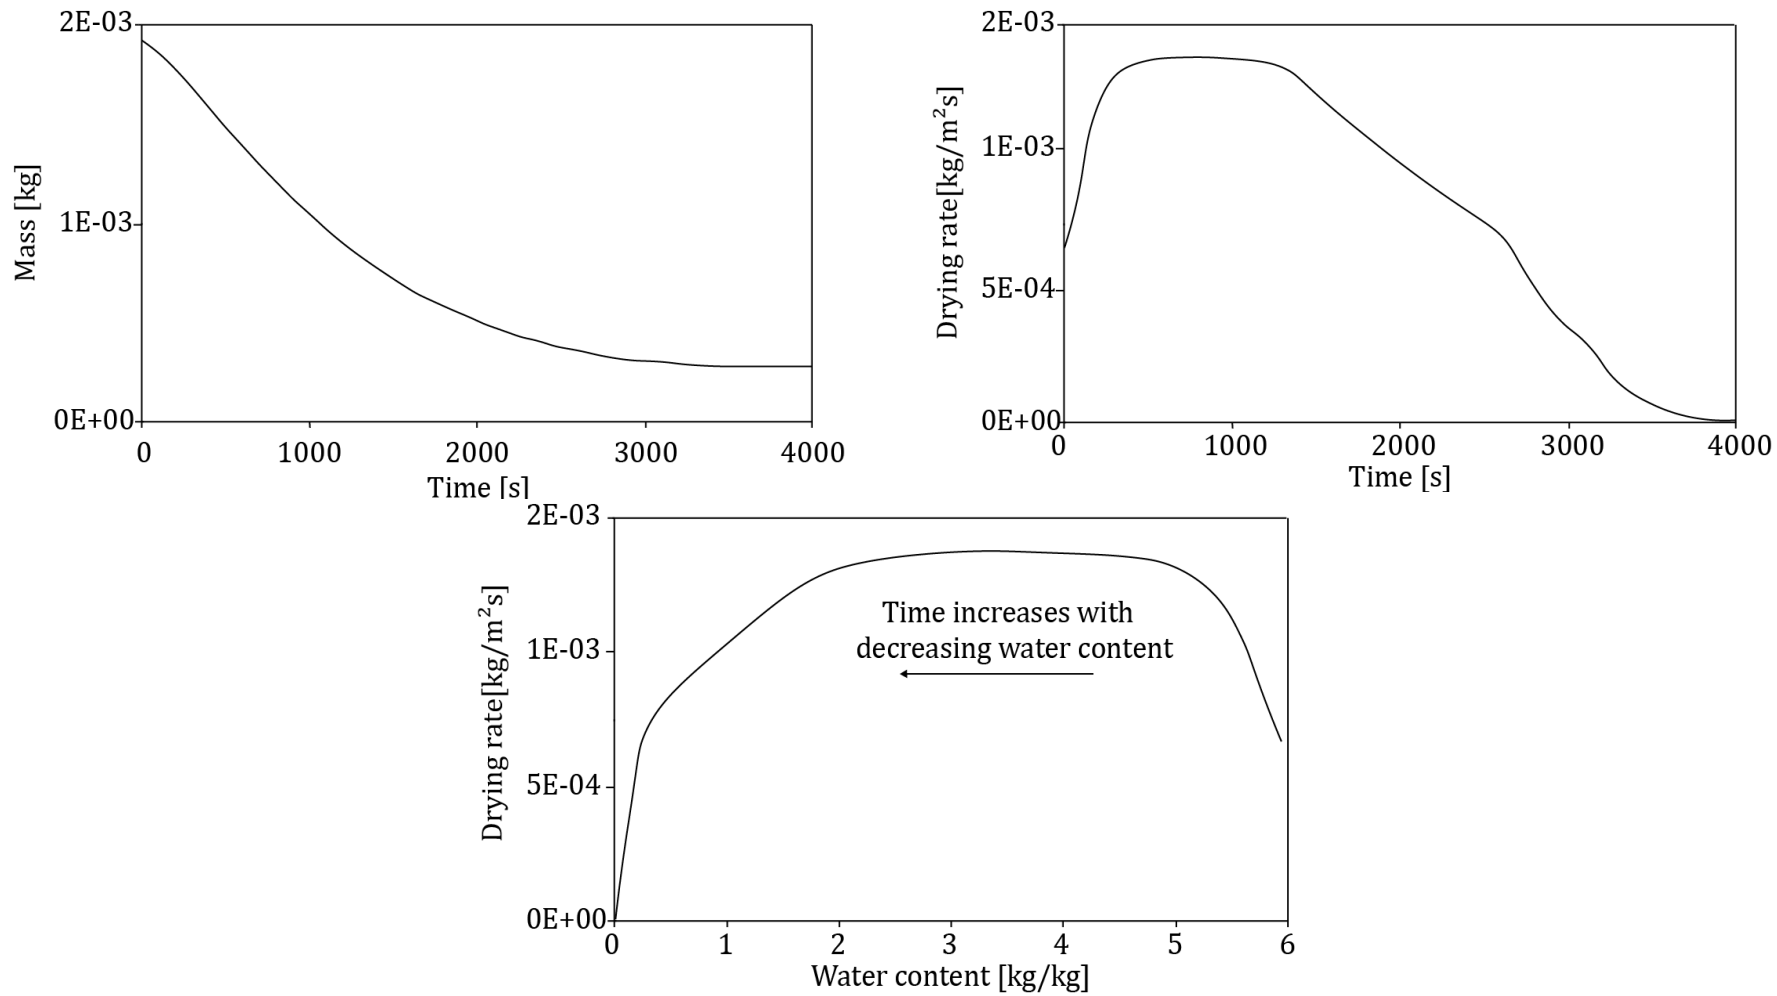 Mass [kg]
2E-03
1E-03
0E+00
0 1000 2000 3000 4000
Time [s]
Drying rate[kg/m²s]
2E-03
1E-03
5E-04
0E+00
0 1000 2000 3000 4000
Time [s]
Drying rate[kg/m²s]
2E-03
1E-03
5E-04
0E+00
Time increases with
decreasing water content
0 1 2 3 4 5 6
Water content [kg/kg]